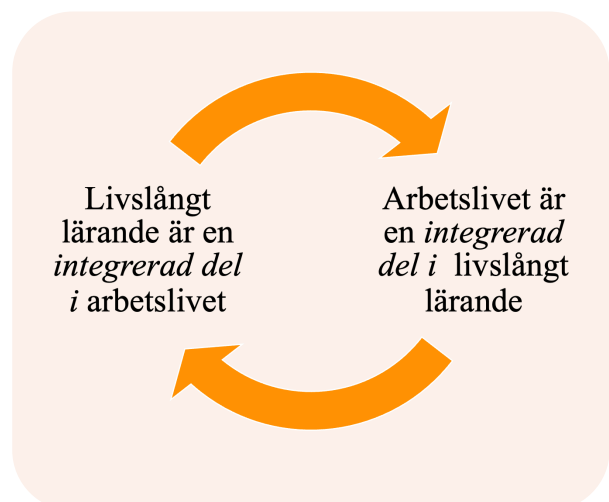 Livslångt
lärande är en
integrerad del
i arbetslivet
Arbetslivet är
en integrerad
del i livslångt
lärande